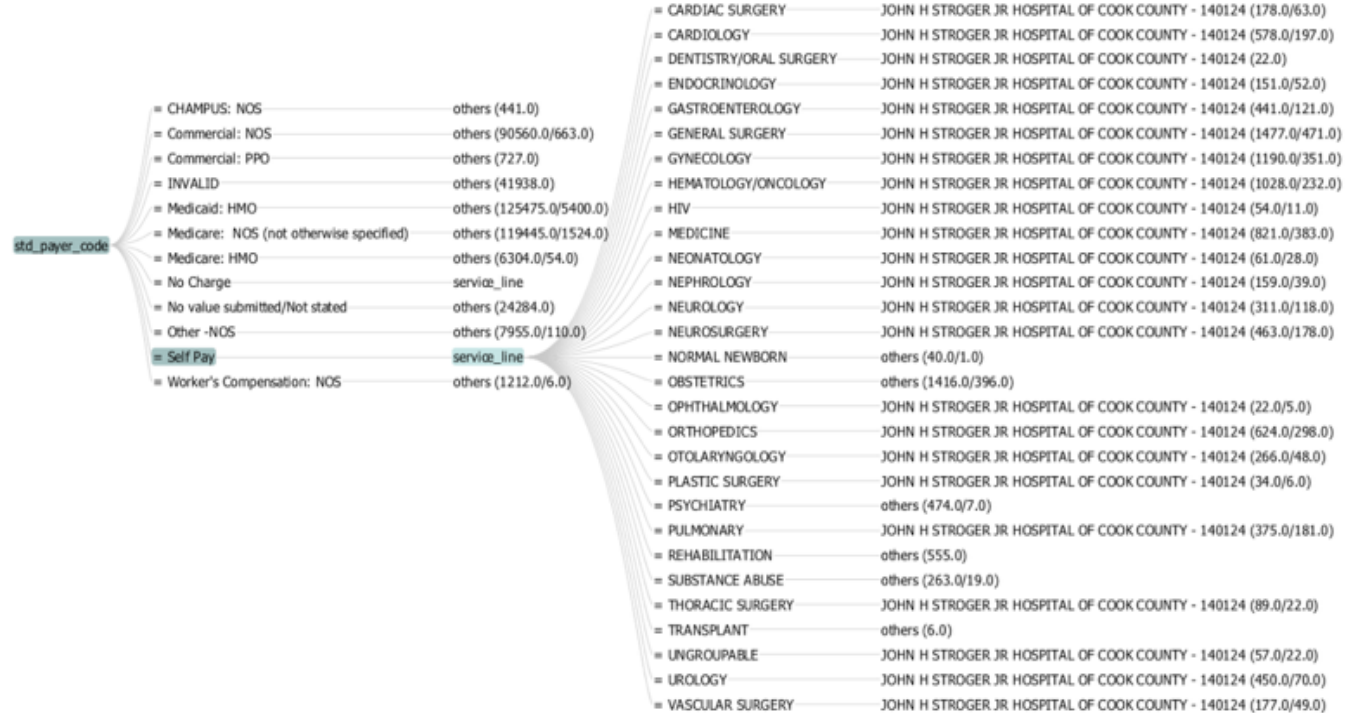 std_payer_code
= CHAMPUS: NOS others (441.0)
= Commercial: NOS others (90560.0/663.0)
= Commercial: PPO others (727.0)
= INVALID others (41938.0)
= Medicaid: HMO others (125475.0/5400.0)
= Medicare: NOS (not otherwise specified) others (119445.0/1524.0)
= Medicare: HMO others (6304.0/54.0)
= No Charge service_line
= No value submitted/Not stated others (24284.0)
= Other -NOS others (7955.0/110.0)
= Self Pay service_line
= Worker's Compensation: NOS others (1212.0/6.0)
= CARDIAC SURGERY JOHN H STROGER JR HOSPITAL OF COOK COUNTY - 140124 (178.0/63.0)
= CARDIOLOGY JOHN H STROGER JR HOSPITAL OF COOK COUNTY - 140124 (578.0/197.0)
= DENTISTRY/ORAL SURGERY JOHN H STROGER JR HOSPITAL OF COOK COUNTY - 140124 (22.0)
= ENDOCRINOLOGY JOHN H STROGER JR HOSPITAL OF COOK COUNTY - 140124 (151.0/52.0)
= GASTROENTEROLOGY JOHN H STROGER JR HOSPITAL OF COOK COUNTY - 140124 (441.0/121.0)
= GENERAL SURGERY JOHN H STROGER JR HOSPITAL OF COOK COUNTY - 140124 (1477.0/471.0)
= GYNECOLOGY JOHN H STROGER JR HOSPITAL OF COOK COUNTY - 140124 (1190.0/351.0)
= HEMATOLOGY/ONCOLOGY JOHN H STROGER JR HOSPITAL OF COOK COUNTY - 140124 (1028.0/232.0)
= HIV JOHN H STROGER JR HOSPITAL OF COOK COUNTY - 140124 (54.0/11.0)
= MEDICINE JOHN H STROGER JR HOSPITAL OF COOK COUNTY - 140124 (821.0/383.0)
= NEONATOLOGY JOHN H STROGER JR HOSPITAL OF COOK COUNTY - 140124 (61.0/28.0)
= NEPHROLOGY JOHN H STROGER JR HOSPITAL OF COOK COUNTY - 140124 (159.0/39.0)
= NEUROLOGY JOHN H STROGER JR HOSPITAL OF COOK COUNTY - 140124 (311.0/118.0)
= NEUROSURGERY JOHN H STROGER JR HOSPITAL OF COOK COUNTY - 140124 (463.0/178.0)
= NORMAL NEWBORN others (40.0/1.0)
= OBSTETRICS others (1416.0/396.0)
= OPHTHALMOLOGY JOHN H STROGER JR HOSPITAL OF COOK COUNTY - 140124 (22.0/5.0)
= ORTHOPEDICS JOHN H STROGER JR HOSPITAL OF COOK COUNTY - 140124 (624.0/298.0)
= OTOLARYNGOLOGY JOHN H STROGER JR HOSPITAL OF COOK COUNTY - 140124 (266.0/48.0)
= PLASTIC SURGERY JOHN H STROGER JR HOSPITAL OF COOK COUNTY - 140124 (34.0/6.0)
= PSYCHIATRY others (474.0/7.0)
= PULMONARY JOHN H STROGER JR HOSPITAL OF COOK COUNTY - 140124 (375.0/181.0)
= REHABILITATION others (555.0)
= SUBSTANCE ABUSE others (263.0/19.0)
= THORACIC SURGERY JOHN H STROGER JR HOSPITAL OF COOK COUNTY - 140124 (89.0/22.0)
= TRANSPLANT others (6.0)
= UNGROUPABLE JOHN H STROGER JR HOSPITAL OF COOK COUNTY - 140124 (57.0/22.0)
= UROLOGY JOHN H STROGER JR HOSPITAL OF COOK COUNTY - 140124 (450.0/70.0)
= VASCULAR SURGERY JOHN H STROGER JR HOSPITAL OF COOK COUNTY - 140124 (177.0/49.0)